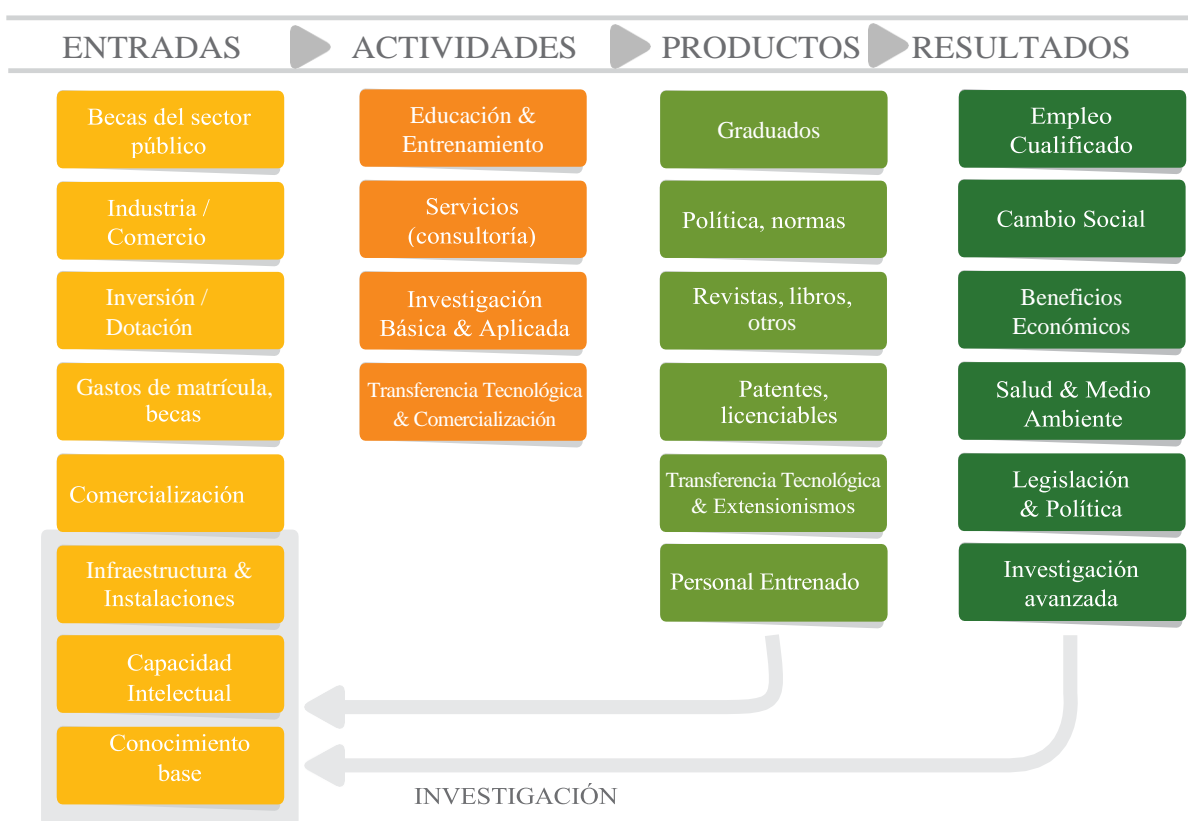 ENTRADAS
ACTIVIDADES
PRODUCTOS
RESULTADOS
Becas del sector
público
Industria /
Comercio
Inversión /
Dotación
Gastos de matrícula,
becas
Comercialización
Infraestructura &
Instalaciones
Capacidad
Intelectual
Conocimiento
base
Educación &
Entrenamiento
Servicios
(consultoría)
Investigación
Básica & Aplicada
Transferencia Tecnológica
& Comercialización
Graduados
Política, normas
Revistas, libros,
otros
Patentes,
licenciables
Transferencia Tecnológica
& Extensionismos
Personal Entrenado
Empleo
Cualificado
Cambio Social
Beneficios
Económicos
Salud & Medio
Ambiente
Legislación
& Política
Investigación
avanzada
INVESTIGACIÓN